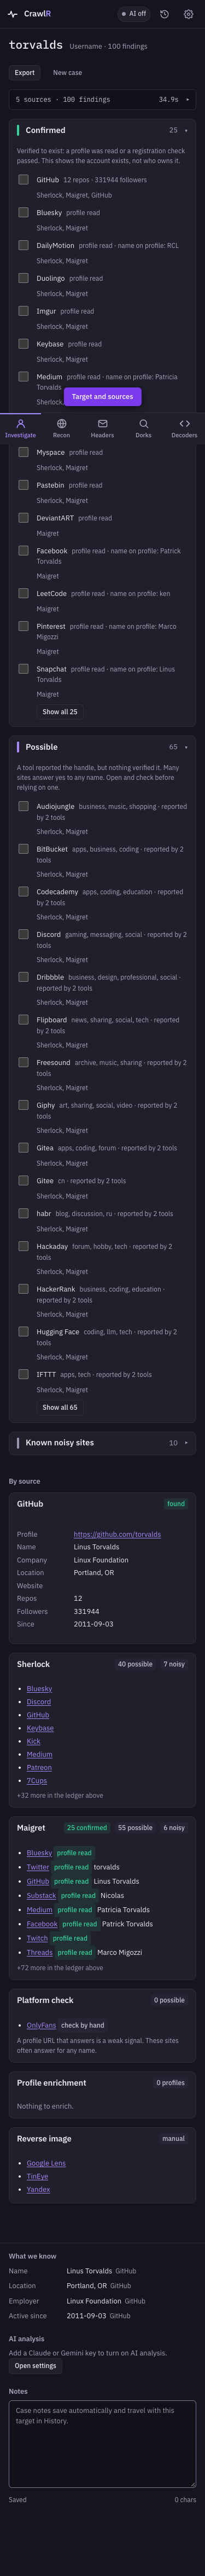 CrawlR
AI off
torvalds Username · 100 findings
Export New case
5 sources · 100 findings 34.9s
Confirmed 25
Verified to exist: a profile was read or a registration check
passed. This shows the account exists, not who owns it.
GitHub 12 repos · 331944 followers
Sherlock, Maigret, GitHub
Bluesky profile read
Sherlock, Maigret
DailyMotion profile read · name on profile: RCL
Sherlock, Maigret
Duolingo profile read
Sherlock, Maigret
Imgur profile read
Sherlock, Maigret
Keybase profile read
Sherlock, Maigret
Medium profile read · name on profile: Patricia
Torvalds
Sherlock,
Target and sources
Investigate Recon Headers Dorks Decoders
Myspace profile read
Sherlock, Maigret
Pastebin profile read
Sherlock, Maigret
DeviantART profile read
Maigret
Facebook profile read · name on profile: Patrick
Torvalds
Maigret
LeetCode profile read · name on profile: ken
Maigret
Pinterest profile read · name on profile: Marco
Migozzi
Maigret
Snapchat profile read · name on profile: Linus
Torvalds
Maigret
Show all 25
Possible 65
A tool reported the handle, but nothing verified it. Many
sites answer yes to any name. Open and check before
relying on one.
Audiojungle business, music, shopping · reported
by 2 tools
Sherlock, Maigret
BitBucket apps, business, coding · reported by 2
tools
Sherlock, Maigret
Codecademy apps, coding, education · reported
by 2 tools
Sherlock, Maigret
Discord gaming, messaging, social · reported by 2
tools
Sherlock, Maigret
Dribbble business, design, professional, social ·
reported by 2 tools
Sherlock, Maigret
Flipboard news, sharing, social, tech · reported
by 2 tools
Sherlock, Maigret
Freesound archive, music, sharing · reported by 2
tools
Sherlock, Maigret
Giphy art, sharing, social, video · reported by 2
tools
Sherlock, Maigret
Gitea apps, coding, forum · reported by 2 tools
Sherlock, Maigret
Gitee cn · reported by 2 tools
Sherlock, Maigret
habr blog, discussion, ru · reported by 2 tools
Sherlock, Maigret
Hackaday forum, hobby, tech · reported by 2
tools
Sherlock, Maigret
HackerRank business, coding, education ·
reported by 2 tools
Sherlock, Maigret
Hugging Face coding, llm, tech · reported by 2
tools
Sherlock, Maigret
IFTTT apps, tech · reported by 2 tools
Sherlock, Maigret
Show all 65
Known noisy sites 10
By source
GitHub found
Profile https://github.com/torvalds
Name Linus Torvalds
Company Linux Foundation
Location Portland, OR
Website
Repos 12
Followers 331944
Since 2011-09-03
Sherlock 40 possible 7 noisy
Bluesky
Discord
GitHub
Keybase
Kick
Medium
Patreon
7Cups
+32 more in the ledger above
Maigret 25 confirmed 55 possible 6 noisy
Bluesky profile read
Twitter profile read torvalds
GitHub profile read Linus Torvalds
Substack profile read Nicolas
Medium profile read Patricia Torvalds
Facebook profile read Patrick Torvalds
Twitch profile read
Threads profile read Marco Migozzi
+72 more in the ledger above
Platform check 0 possible
OnlyFans check by hand
A profile URL that answers is a weak signal. These sites
often answer for any name.
Profile enrichment 0 profiles
Nothing to enrich.
Reverse image manual
Google Lens
TinEye
Yandex
What we know
Name Linus Torvalds GitHub
Location Portland, OR GitHub
Employer Linux Foundation GitHub
Active since 2011-09-03 GitHub
AI analysis
Add a Claude or Gemini key to turn on AI analysis.
Open settings
Notes
Case notes save automatically and travel with this
target in History.
Saved 0 chars